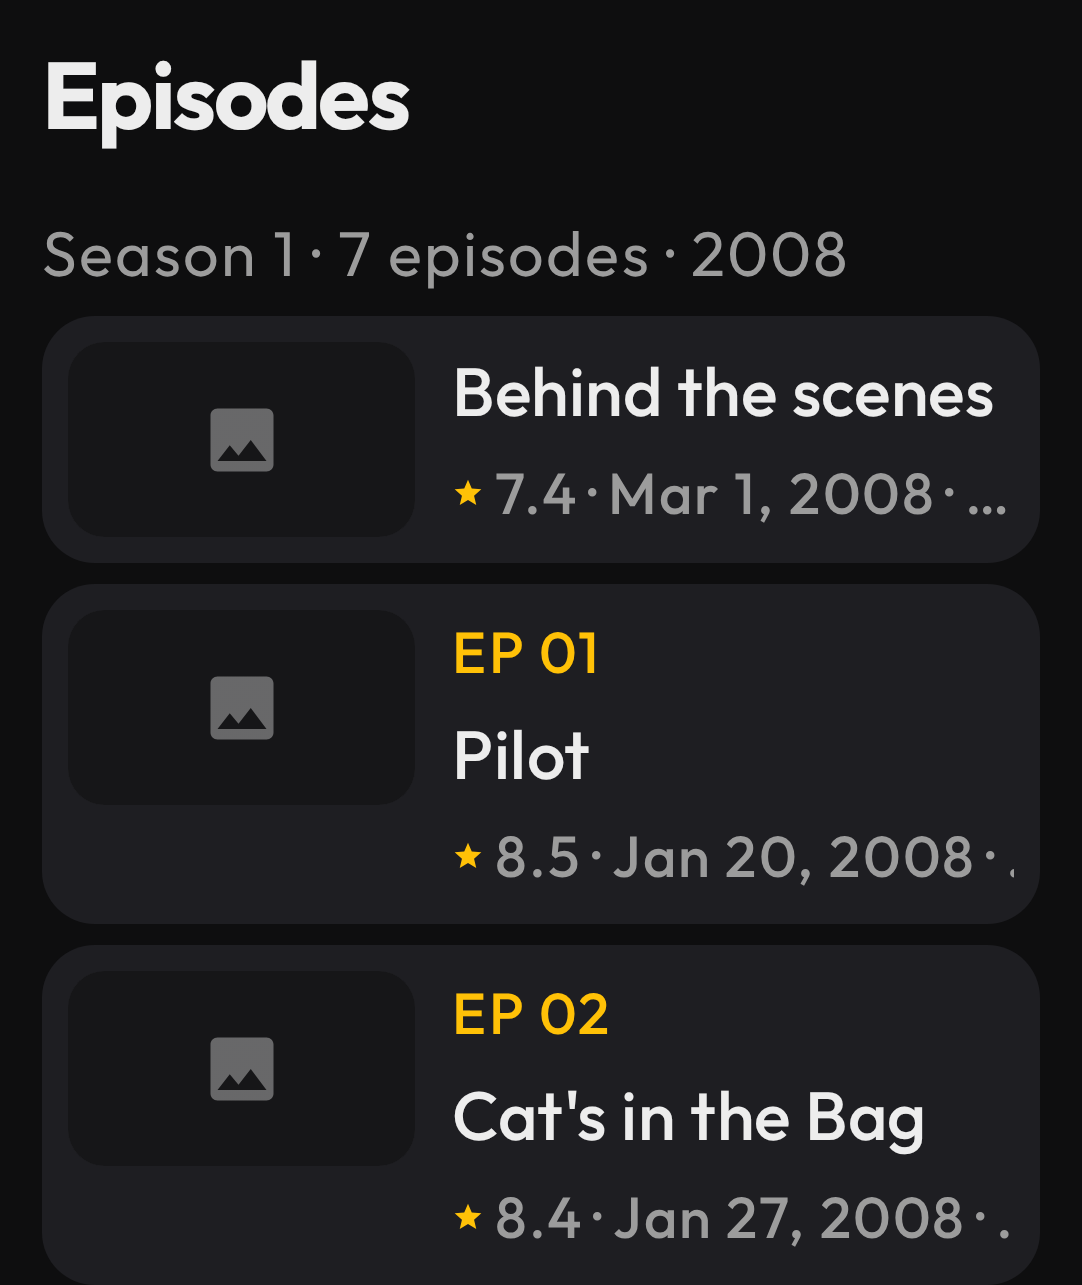 Episodes
Season 1 · 7 episodes · 2008
Behind the scenes
7.4 · Mar 1, 2008 · ...
EP 01
Pilot
8.5 · Jan 20, 2008 · .
EP 02
Cat's in the Bag
8.4 · Jan 27, 2008 · .